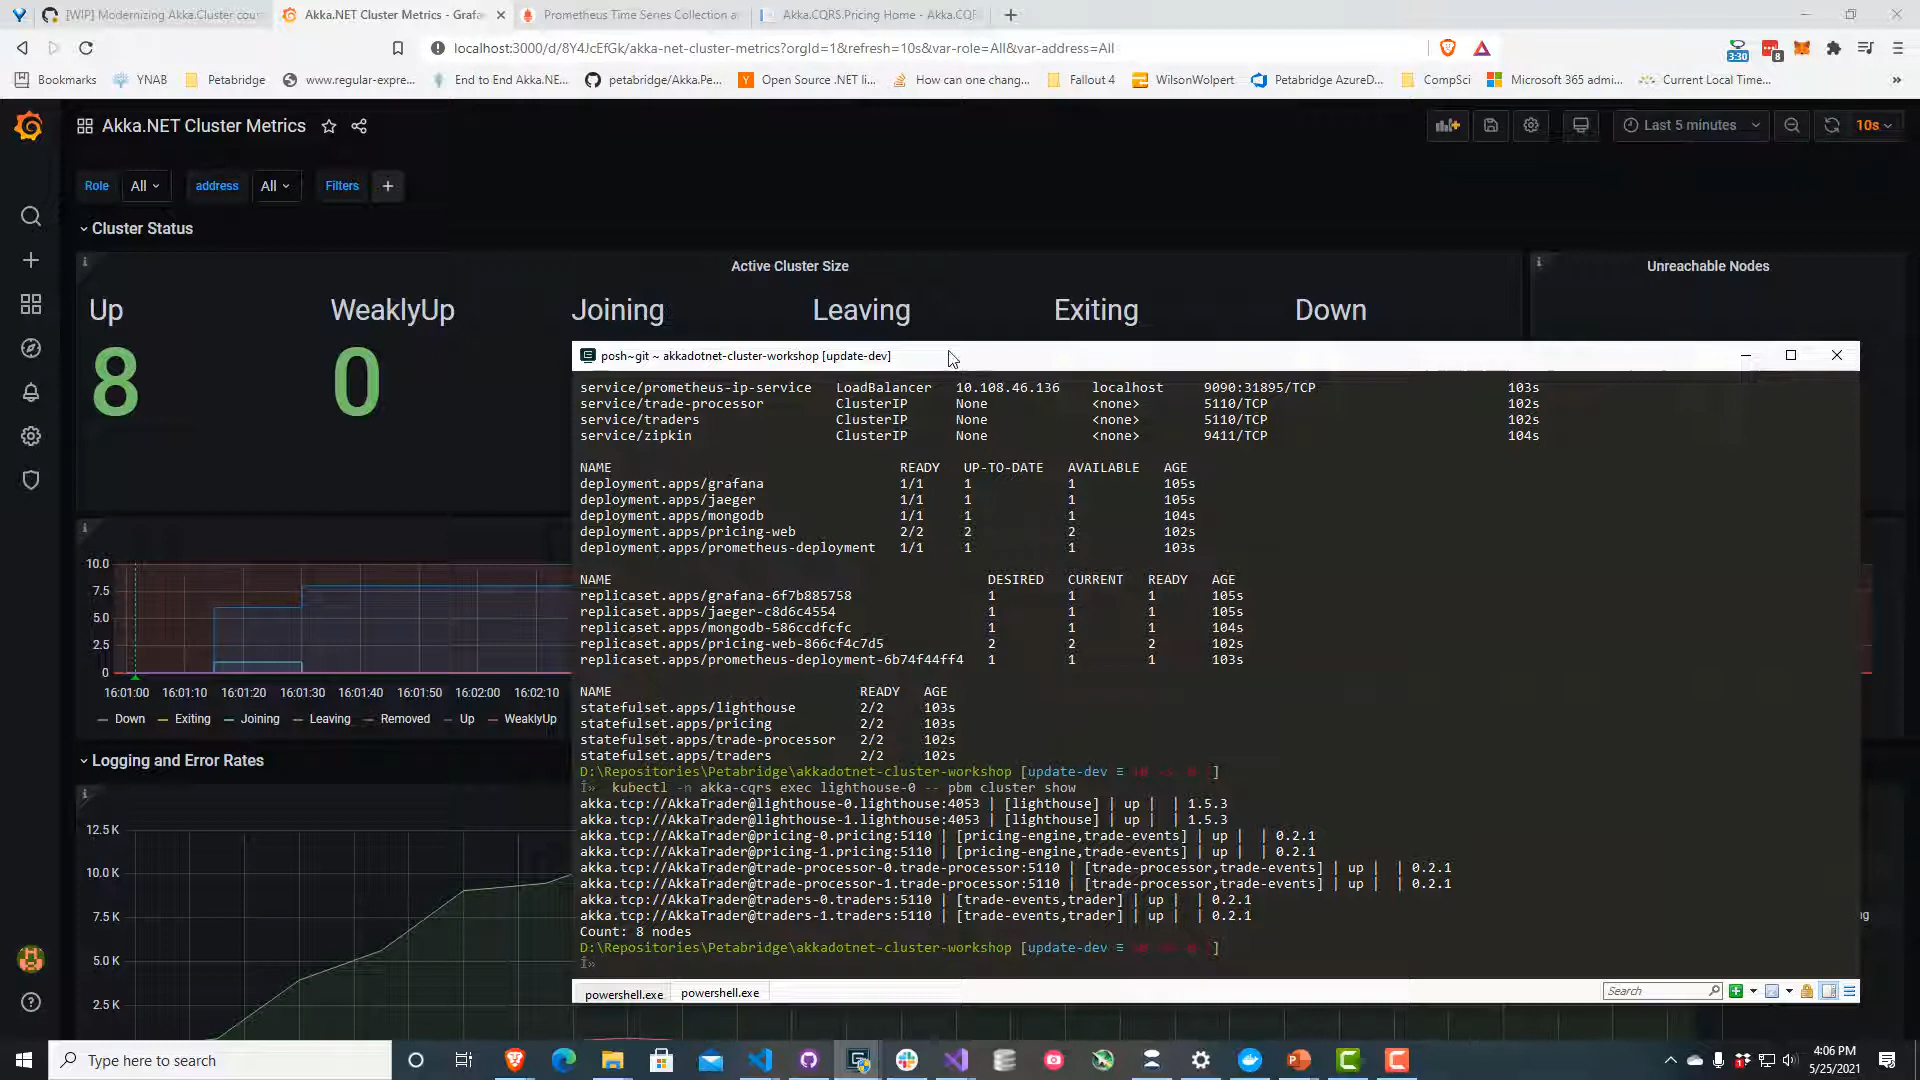 [WIP] Modernizing Akka.Cluster cou
Akka.NET Cluster Metrics - Grafa
Prometheus Time Series Collection a
Akka.CQRS.Pricing Home - Akka.CQ
localhost:3000/d/8Y4JcEfGk/akka-net-cluster-metrics?orgId=1&refresh=10s&var-role=All&var-address=All
3:30
8
Bookmarks
YNAB
Petabridge
www.regular-expre...
End to End Akka.NE...
petabridge/Akka.Pe...
Open Source .NET li...
How can one chang...
Fallout 4
WilsonWolpert
Petabridge AzureD...
CompSci
Microsoft 365 admi...
Current Local Time...
Akka.NET Cluster Metrics
Last 5 minutes
10s
Role
All
address
All
Filters
Cluster Status
Active Cluster Size
Unreachable Nodes
Up
WeaklyUp
Joining
Leaving
Exiting
Down
8
0
10.0
7.5
5.0
2.5
0
16:01:00 16:01:10 16:01:20 16:01:30 16:01:40 16:01:50 16:02:00 16:02:10
Down Exiting Joining Leaving Removed Up WeaklyUp
Logging and Error Rates
12.5 K
10.0 K
7.5 K
5.0 K
2.5 K
posh~git ~ akkadotnet-cluster-workshop [update-dev]
service/prometheus-ip-service LoadBalancer 10.108.46.136 localhost 9090:31895/TCP 103s
service/trade-processor ClusterIP None <none> 5110/TCP 102s
service/traders ClusterIP None <none> 5110/TCP 102s
service/zipkin ClusterIP None <none> 9411/TCP 104s
NAME READY UP-TO-DATE AVAILABLE AGE
deployment.apps/grafana 1/1 1 1 105s
deployment.apps/jaeger 1/1 1 1 105s
deployment.apps/mongodb 1/1 1 1 104s
deployment.apps/pricing-web 2/2 2 2 102s
deployment.apps/prometheus-deployment 1/1 1 1 103s
NAME DESIRED CURRENT READY AGE
replicaset.apps/grafana-6f7b885758 1 1 1 105s
replicaset.apps/jaeger-c8d6c4554 1 1 1 105s
replicaset.apps/mongodb-586ccdfcfc 1 1 1 104s
replicaset.apps/pricing-web-866cf4c7d5 2 2 2 102s
replicaset.apps/prometheus-deployment-6b74f44ff4 1 1 1 103s
NAME READY AGE
statefulset.apps/lighthouse 2/2 103s
statefulset.apps/pricing 2/2 103s
statefulset.apps/trade-processor 2/2 102s
statefulset.apps/traders 2/2 102s
D:\Repositories\Petabridge\akkadotnet-cluster-workshop [update-dev ≡ ]
kubectl -n akka-cqrs exec lighthouse-0 -- pbm cluster show
akka.tcp://AkkaTrader@lighthouse-0.lighthouse:4053 | [lighthouse] | up | | 1.5.3
akka.tcp://AkkaTrader@lighthouse-1.lighthouse:4053 | [lighthouse] | up | | 1.5.3
akka.tcp://AkkaTrader@pricing-0.pricing:5110 | [pricing-engine,trade-events] | up | | 0.2.1
akka.tcp://AkkaTrader@pricing-1.pricing:5110 | [pricing-engine,trade-events] | up | | 0.2.1
akka.tcp://AkkaTrader@trade-processor-0.trade-processor:5110 | [trade-processor,trade-events] | up | | 0.2.1
akka.tcp://AkkaTrader@trade-processor-1.trade-processor:5110 | [trade-processor,trade-events] | up | | 0.2.1
akka.tcp://AkkaTrader@traders-0.traders:5110 | [trade-events,trader] | up | | 0.2.1
akka.tcp://AkkaTrader@traders-1.traders:5110 | [trade-events,trader] | up | | 0.2.1
Count: 8 nodes
D:\Repositories\Petabridge\akkadotnet-cluster-workshop [update-dev ≡ ]
powershell.exe
powershell.exe
Search
Type here to search
4:06 PM
5/25/2021